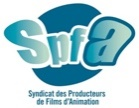 Spfa
Syndicat des Producteurs
de Films d'Animation